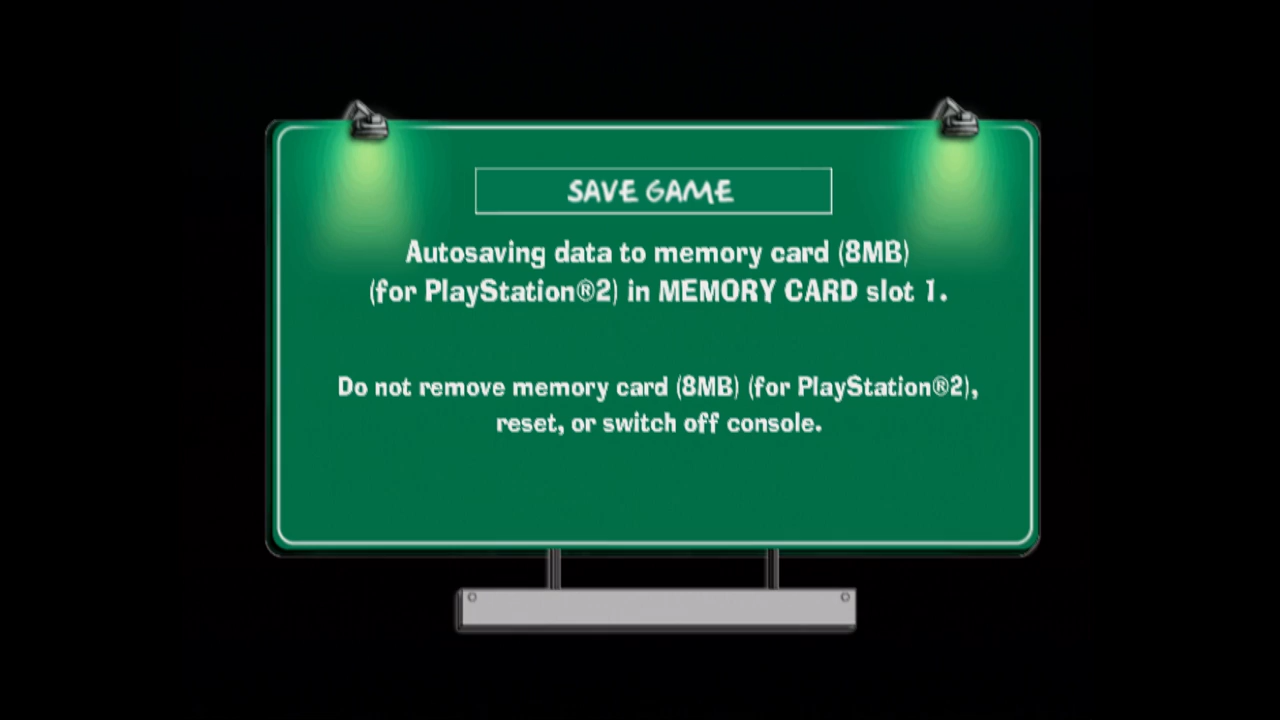 SAVE GAME
Autosaving data to memory card (8MB)
(for PlayStation®2) in MEMORY CARD slot 1.
Do not remove memory card (8MB) (for PlayStation®2),
reset, or switch off console.